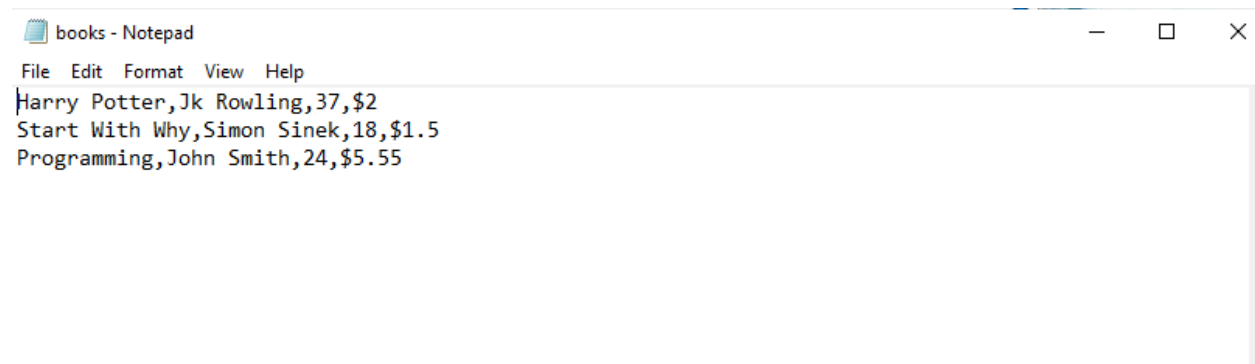 books - Notepad
File Edit Format View Help
Harry Potter,Jk Rowling,37,$2
Start With Why,Simon Sinek,18,$1.5
Programming,John Smith,24,$5.55